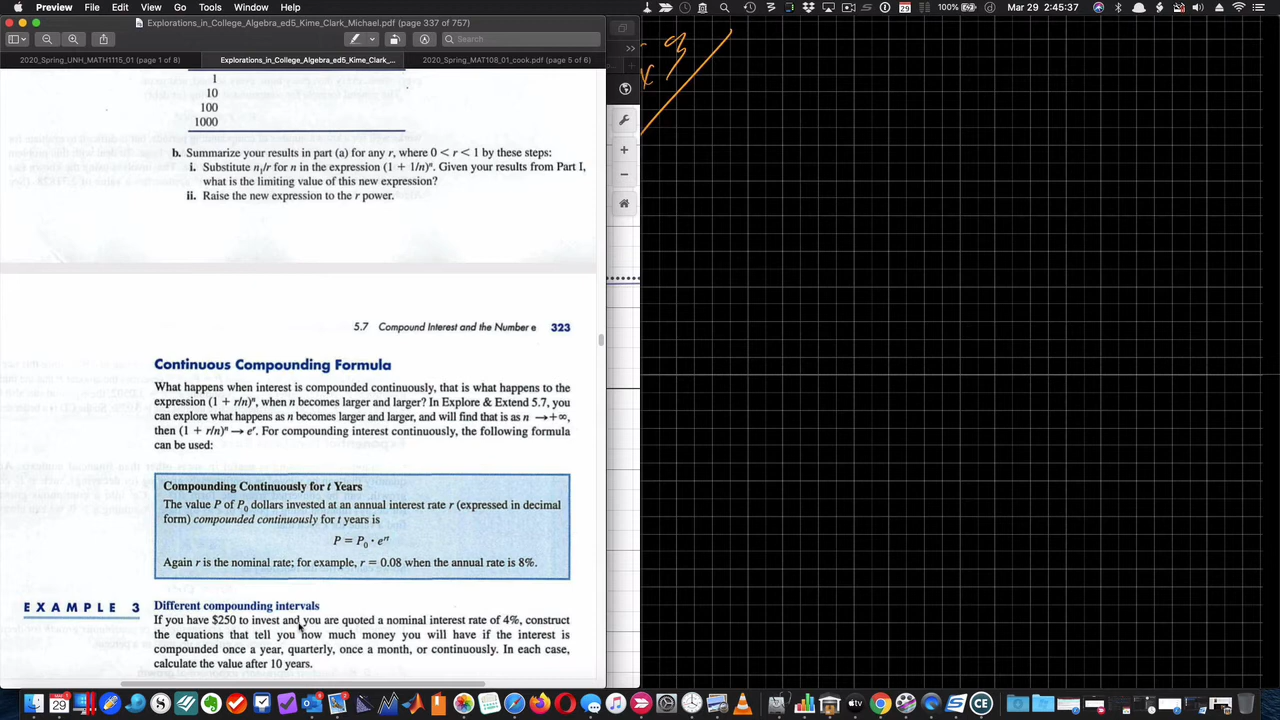 Preview File Edit View Go Tools Window Help
100% Mar 29 2:45:37
Explorations_in_College_Algebra_ed5_Kime_Clark_Michael.pdf (page 337 of 757)
Search
2020_Spring_UNH_MATH1115_01 (page 1 of 8) Explorations_in_College_Algebra_ed5_Kime_Clark_... 2020_Spring_MAT108_01_cook.pdf (page 5 of 6)
1
10
100
1000
b. Summarize your results in part (a) for any r, where 0 < r < 1 by these steps:
i. Substitute n/r for n in the expression (1 + 1/n)ⁿ. Given your results from Part I,
what is the limiting value of this new expression?
ii. Raise the new expression to the r power.
5.7 Compound Interest and the Number e 323
Continuous Compounding Formula
What happens when interest is compounded continuously, that is what happens to the
expression (1 + r/n)ⁿ, when n becomes larger and larger? In Explore & Extend 5.7, you
can explore what happens as n becomes larger and larger, and will find that is as n → +∞,
then (1 + r/n)ⁿ → eʳ. For compounding interest continuously, the following formula
can be used:
Compounding Continuously for t Years
The value P of P₀ dollars invested at an annual interest rate r (expressed in decimal
form) compounded continuously for t years is
P = P₀ · eʳᵗ
Again r is the nominal rate; for example, r = 0.08 when the annual rate is 8%.
EXAMPLE 3 Different compounding intervals
If you have $250 to invest and you are quoted a nominal interest rate of 4%, construct
the equations that tell you how much money you will have if the interest is
compounded once a year, quarterly, once a month, or continuously. In each case,
calculate the value after 10 years.
x 3